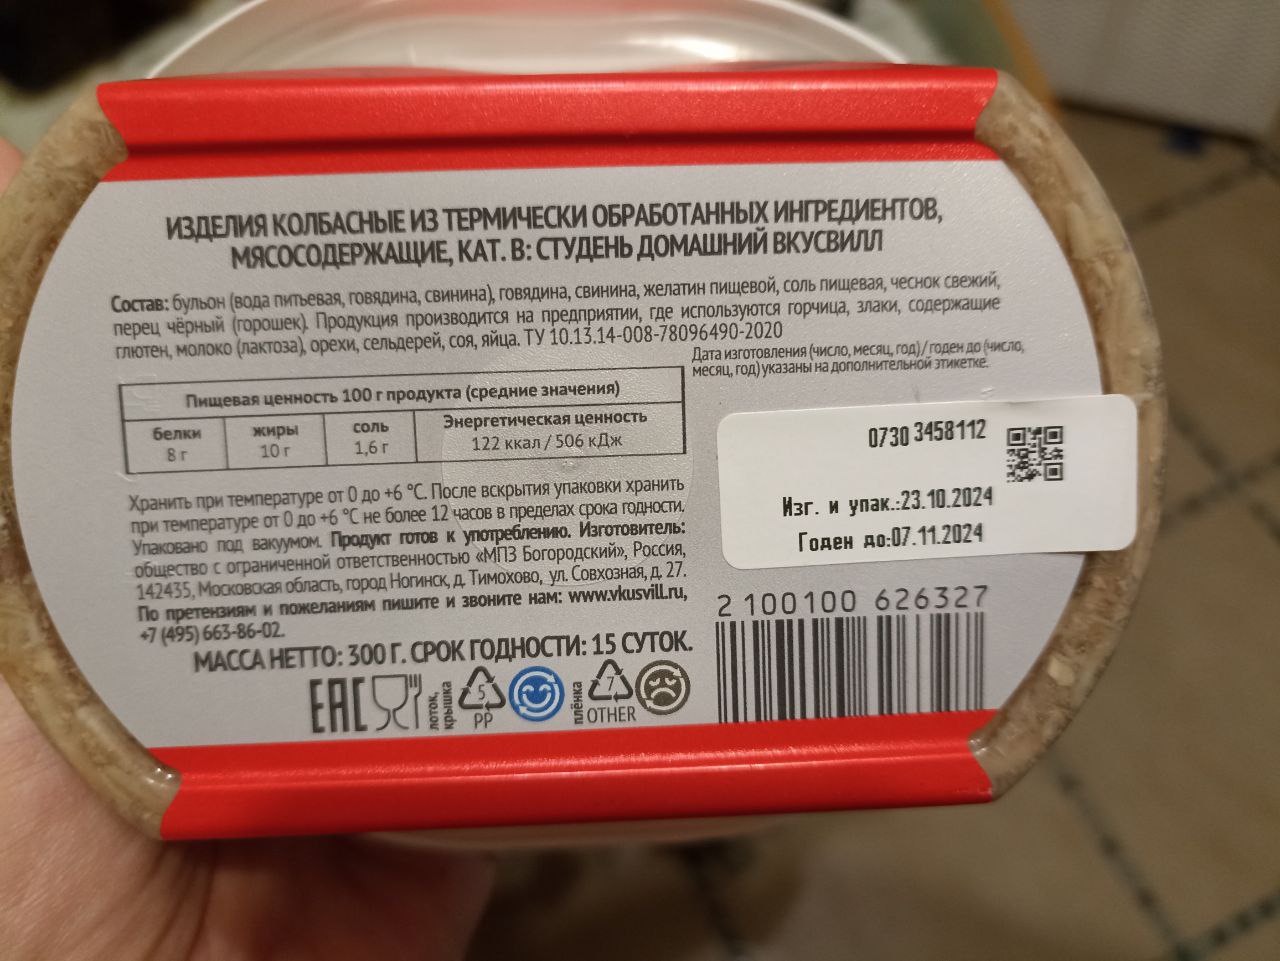 ИЗДЕЛИЯ КОЛБАСНЫЕ ИЗ ТЕРМИЧЕСКИ ОБРАБОТАННЫХ ИНГРЕДИЕНТОВ,
МЯСОСОДЕРЖАЩИЕ, КАТ. В: СТУДЕНЬ ДОМАШНИЙ ВКУСВИЛЛ
Состав: бульон (вода питьевая, говядина, свинина), говядина, свинина, желатин пищевой, соль пищевая, чеснок свежий,
перец чёрный (горошек). Продукция производится на предприятии, где используются горчица, злаки, содержащие
глютен, молоко (лактоза), орехи, сельдерей, соя, яйца. ТУ 10.13.14-008-78096490-2020
Дата изготовления (число, месяц, год) / годен до (число,
месяц, год) указаны на дополнительной этикетке.
Пищевая ценность 100 г продукта (средние значения)
белки жиры соль Энергетическая ценность
8 г 10 г 1,6 г 122 ккал / 506 кДж
0730 3458112
Изг. и упак.:23.10.2024
Годен до:07.11.2024
Хранить при температуре от 0 до +6 °С. После вскрытия упаковки хранить
при температуре от 0 до +6 °С не более 12 часов в пределах срока годности.
Упаковано под вакуумом. Продукт готов к употреблению. Изготовитель:
общество с ограниченной ответственностью «МПЗ Богородский», Россия,
142435, Московская область, город Ногинск, д. Тимохово, ул. Совхозная, д. 27.
По претензиям и пожеланиям пишите и звоните нам: www.vkusvill.ru,
+7 (495) 663-86-02.
МАССА НЕТТО: 300 Г. СРОК ГОДНОСТИ: 15 СУТОК.
2 100100 626327
EAC
лоток,
крышка
5
PP
плёнка
7
OTHER